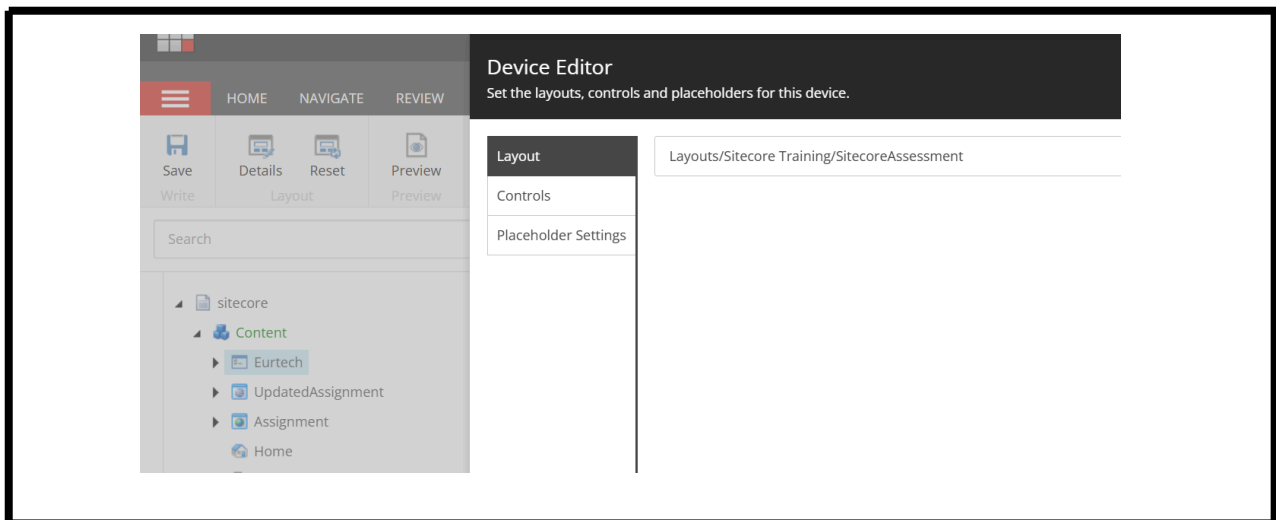 Device Editor
Set the layouts, controls and placeholders for this device.
HOME NAVIGATE REVIEW
Save Details Reset Preview
Write Layout Preview
Search
sitecore
Content
Eurtech
UpdatedAssignment
Assignment
Home
Layout
Controls
Placeholder Settings
Layouts/Sitecore Training/SitecoreAssessment